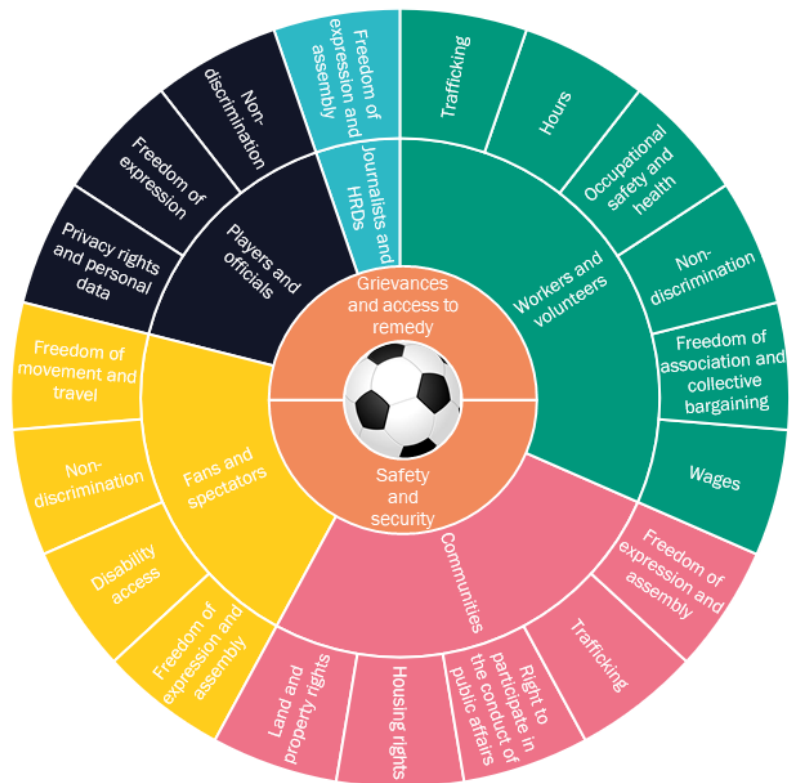 Grievances
and access to
remedy
Safety
and
security
Journalists and
HRDs
Freedom of
expression and
assembly
Workers and
volunteers
Trafficking
Hours
Occupational
safety and
health
Non-
discrimination
Freedom of
association and
collective
bargaining
Wages
Communities
Freedom of
expression and
assembly
Trafficking
Right to
participate in
the conduct of
public affairs
Housing rights
Land and
property rights
Fans and
spectators
Freedom of
expression and
assembly
Disability
access
Non-
discrimination
Freedom of
movement and
travel
Players and
officials
Privacy rights
and personal
data
Freedom of
expression
Non-
discrimination